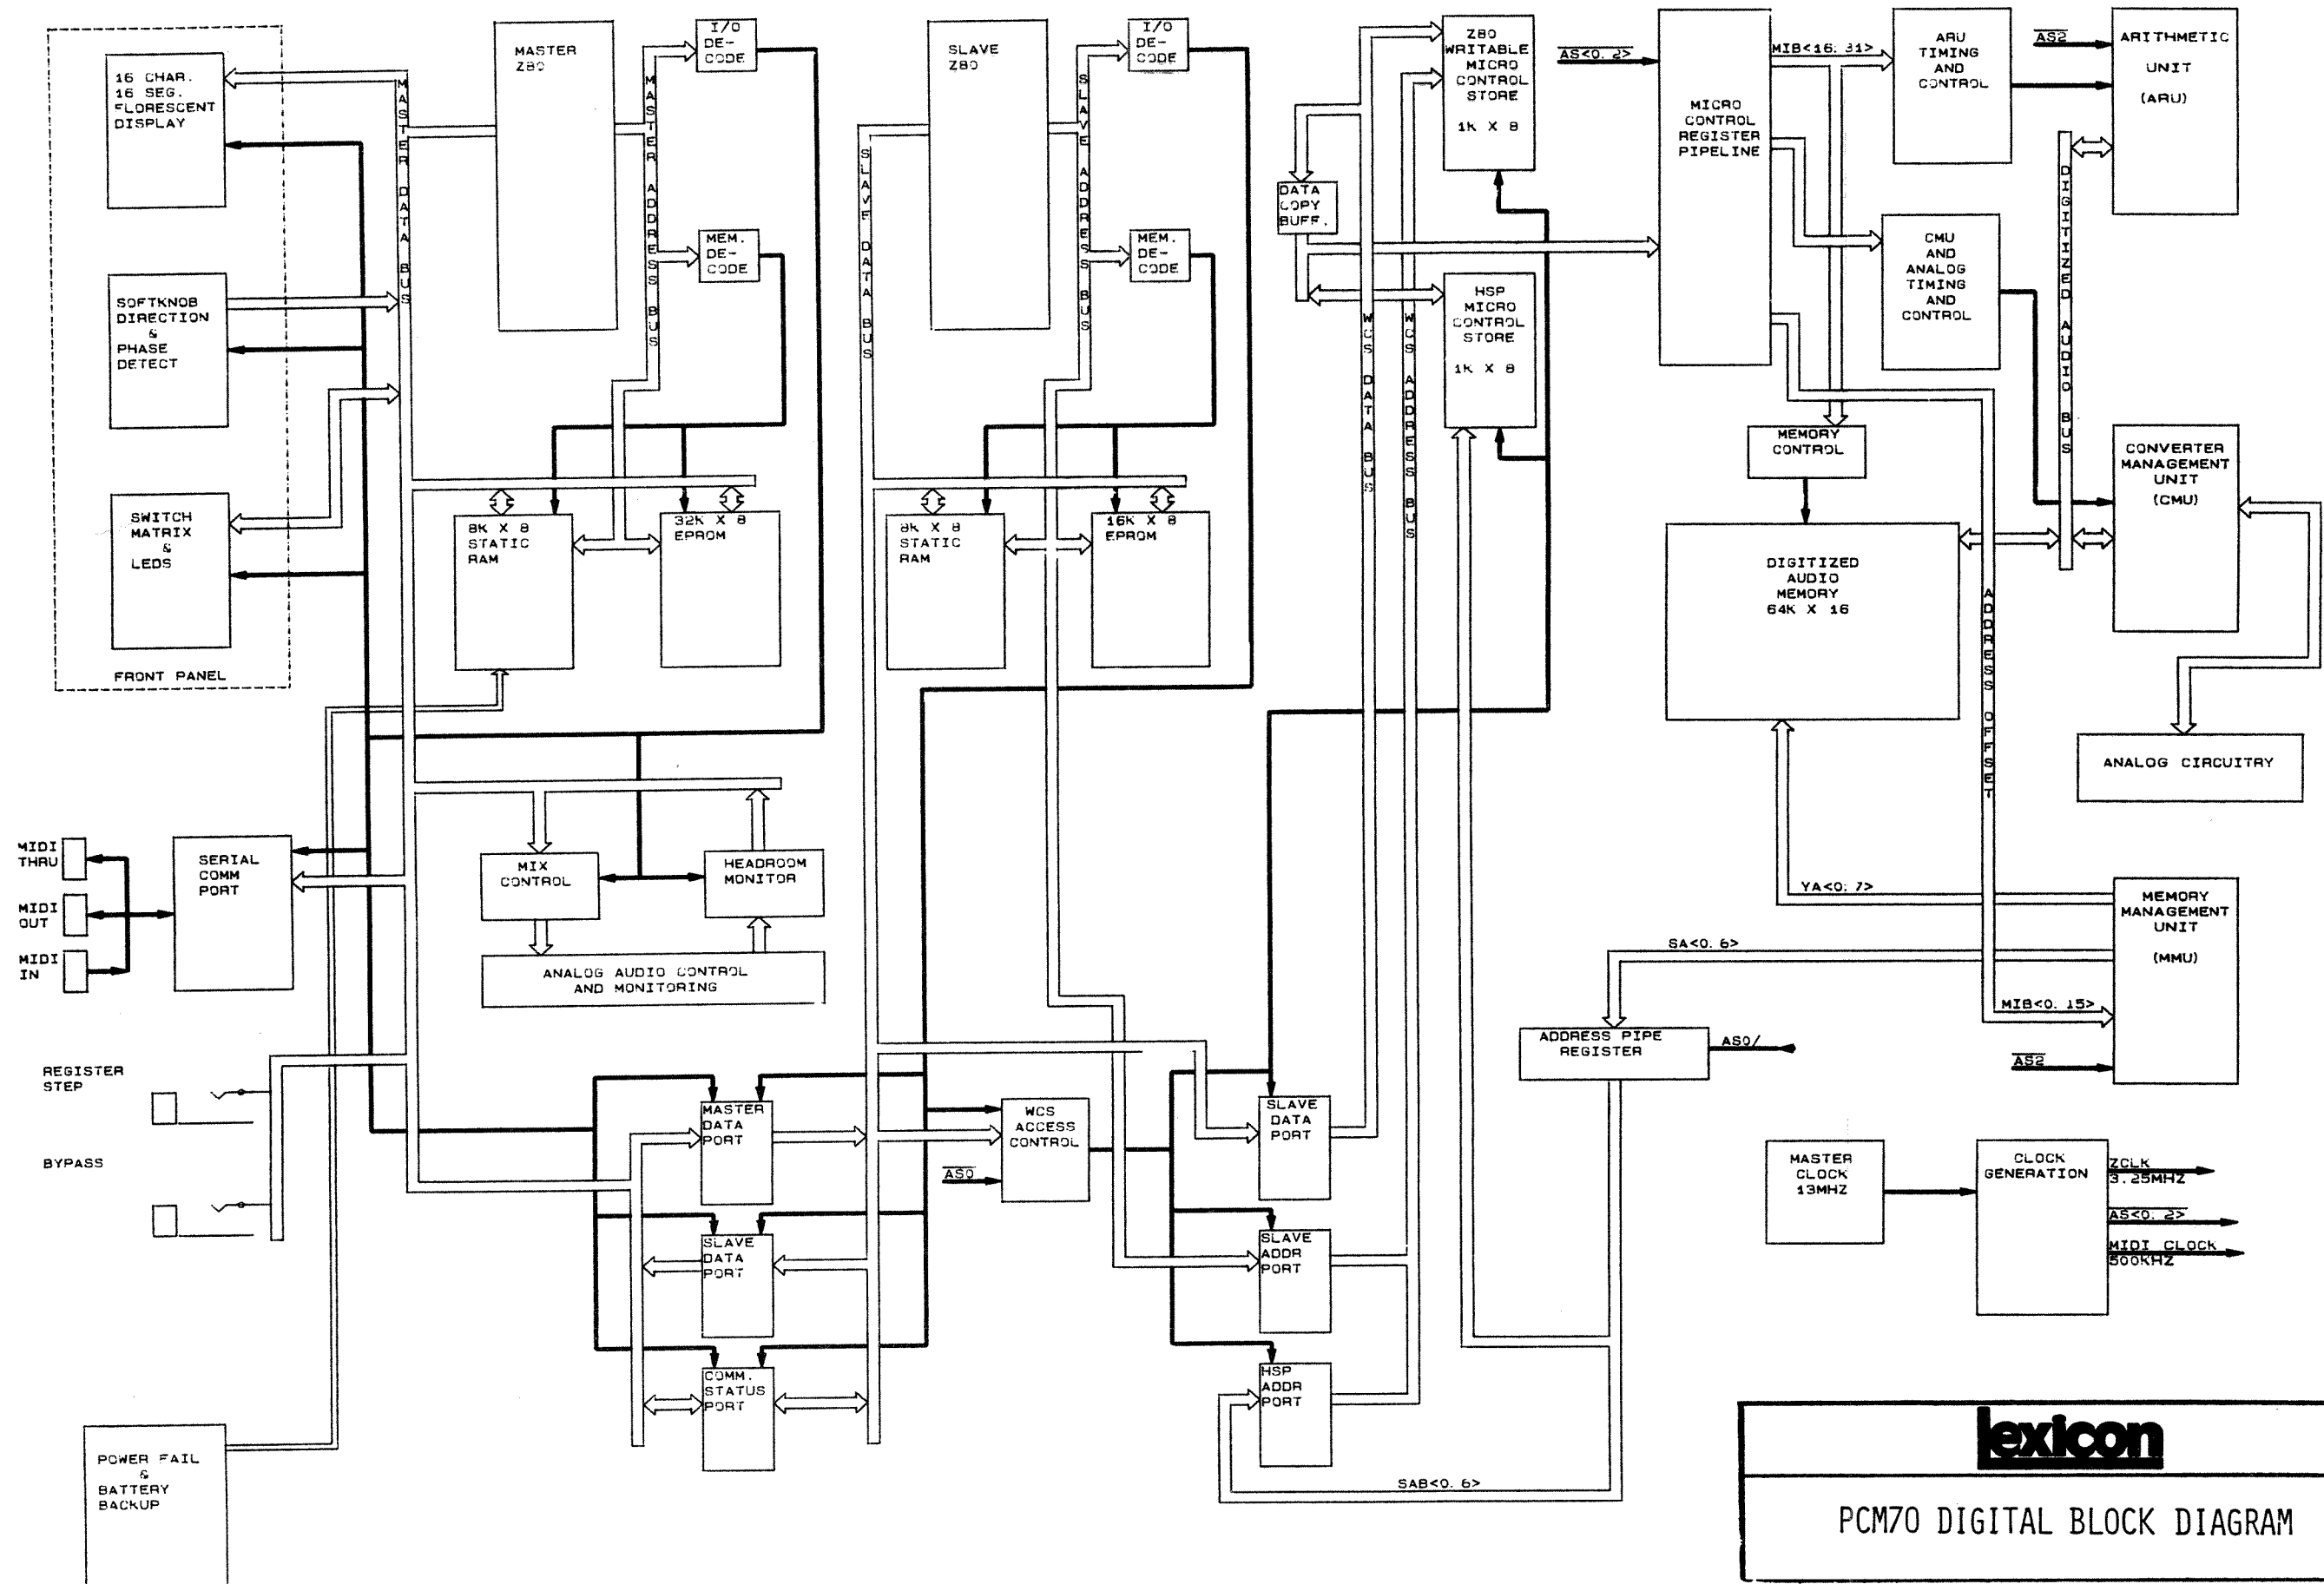 16 CHAR.
16 SEG.
FLORESCENT
DISPLAY
SOFTKNOB
DIRECTION
&
PHASE
DETECT
SWITCH
MATRIX
&
LEDS
FRONT PANEL
MASTER DATA BUS
MASTER
Z80
MASTER ADDRESS BUS
I/O
DE-
CODE
MEM.
DE-
CODE
8K X 8
STATIC
RAM
32K X 8
EPROM
SLAVE DATA BUS
SLAVE
Z80
SLAVE ADDRESS BUS
I/O
DE-
CODE
MEM.
DE-
CODE
8K X 8
STATIC
RAM
16K X 8
EPROM
DATA
COPY
BUFF.
WCS DATA BUS
WCS ADDRESS BUS
Z80
WRITABLE
MICRO
CONTROL
STORE
1K X 8
HSP
MICRO
CONTROL
STORE
1K X 8
AS<0:2>
MICRO
CONTROL
REGISTER
PIPELINE
MIB<16:31>
ARU
TIMING
AND
CONTROL
AS2
ARITHMETIC
UNIT
(ARU)
CMU
AND
ANALOG
TIMING
AND
CONTROL
DIGITIZED AUDIO BUS
MEMORY
CONTROL
CONVERTER
MANAGEMENT
UNIT
(CMU)
DIGITIZED
AUDIO
MEMORY
64K X 16
ADDRESS OFFSET
ANALOG CIRCUITRY
MIDI
THRU
MIDI
OUT
MIDI
IN
SERIAL
COMM
PORT
MIX
CONTROL
HEADROOM
MONITOR
ANALOG AUDIO CONTROL
AND MONITORING
YA<0:7>
MEMORY
MANAGEMENT
UNIT
(MMU)
SA<0:6>
MIB<0:15>
AS2
ADDRESS PIPE
REGISTER
AS0/
REGISTER
STEP
BYPASS
MASTER
DATA
PORT
SLAVE
DATA
PORT
COMM.
STATUS
PORT
WCS
ACCESS
CONTROL
AS0
SLAVE
DATA
PORT
SLAVE
ADDR
PORT
HSP
ADDR
PORT
SAB<0:6>
MASTER
CLOCK
13MHZ
CLOCK
GENERATION
ZCLK
3.25MHZ
AS<0:2>
MIDI CLOCK
500KHZ
POWER FAIL
&
BATTERY
BACKUP
lexicon
PCM70 DIGITAL BLOCK DIAGRAM